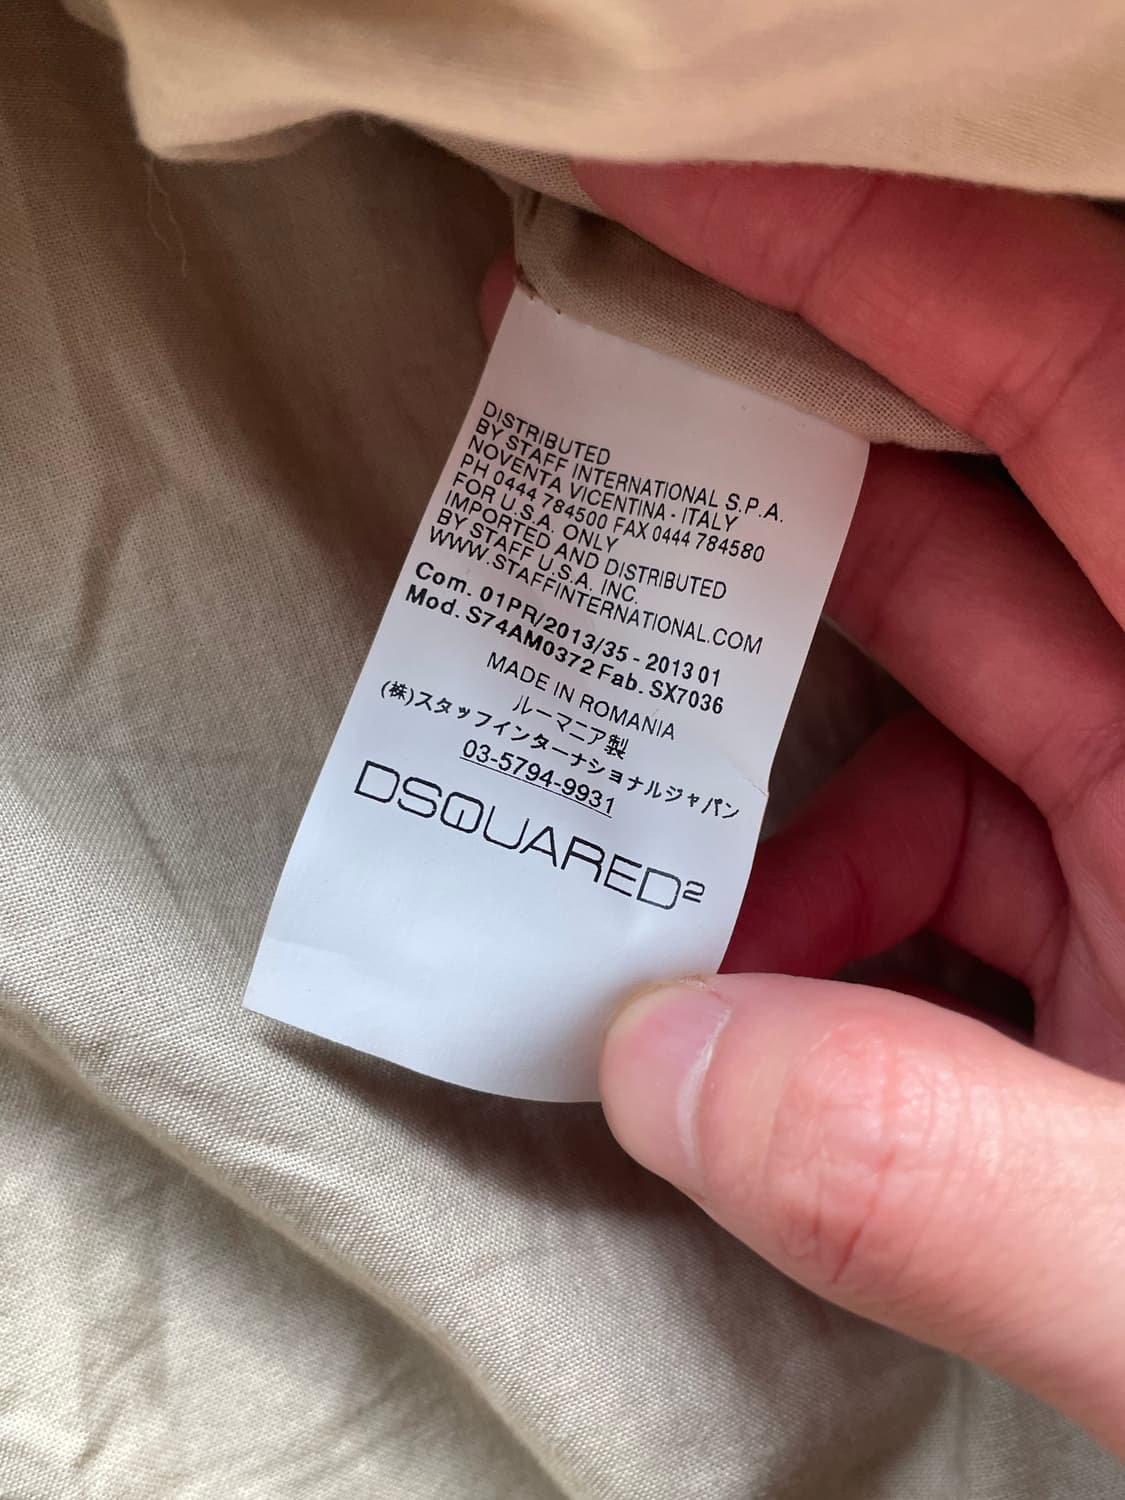 DISTRIBUTED
BY STAFF INTERNATIONAL S.P.A.
NOVENTA VICENTINA - ITALY
PH 0444 784500 FAX 0444 784580
FOR U.S.A. ONLY
IMPORTED AND DISTRIBUTED
BY STAFF U.S.A. INC.
WWW.STAFFINTERNATIONAL.COM
Com. 01PR/2013/35 - 2013 01
Mod. S74AM0372 Fab. SX7036
MADE IN ROMANIA
ルーマニア製
(株)スタッフインターナショナルジャパン
03-5794-9931
DSQUARED2